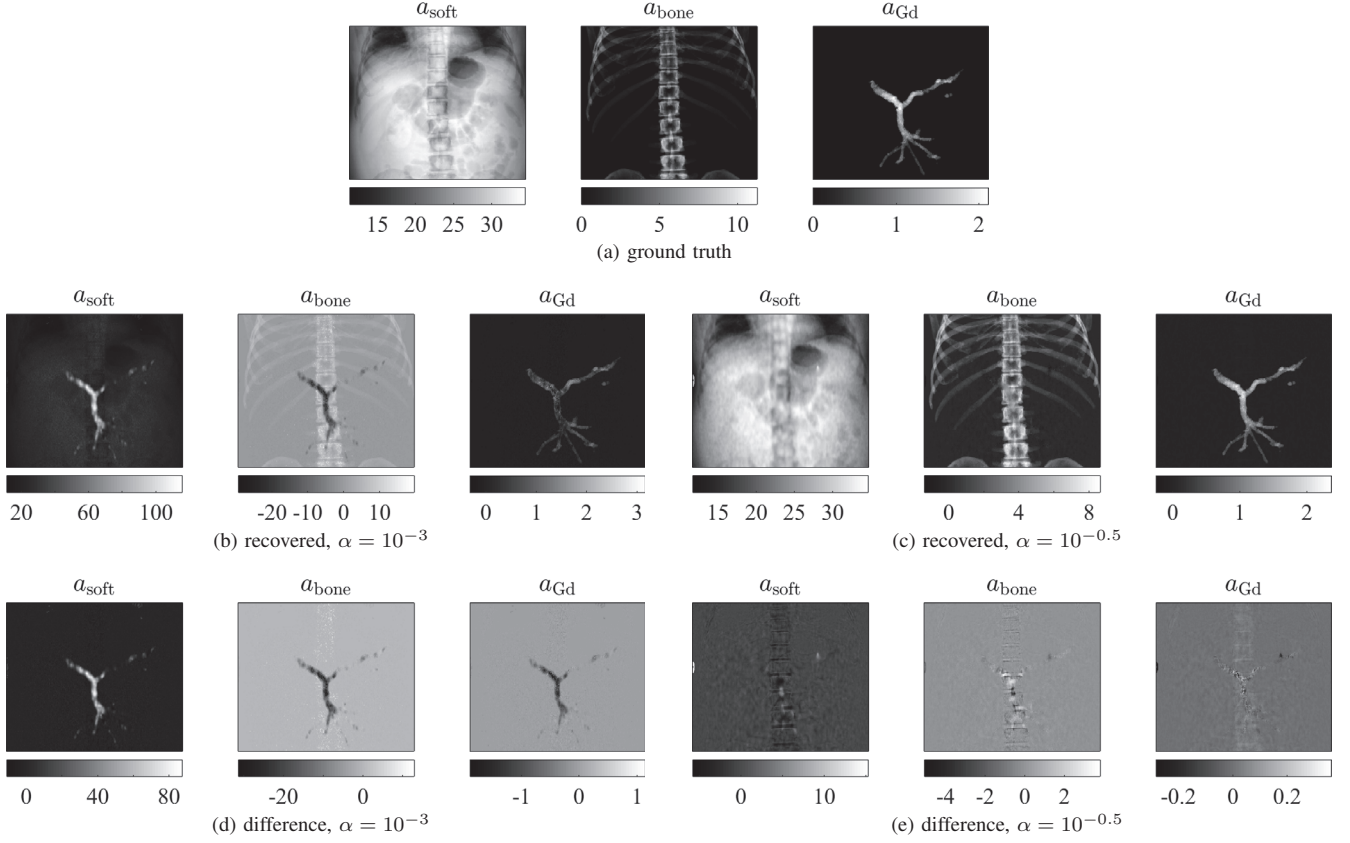 a_soft a_bone a_Gd
15 20 25 30 0 5 10 0 1 2
(a) ground truth
a_soft a_bone a_Gd a_soft a_bone a_Gd
20 60 100 -20 -10 0 10 0 1 2 3 15 20 25 30 0 4 8 0 1 2
(b) recovered, α = 10^{-3} (c) recovered, α = 10^{-0.5}
a_soft a_bone a_Gd a_soft a_bone a_Gd
0 40 80 -20 0 -1 0 1 0 10 -4 -2 0 2 -0.2 0 0.2
(d) difference, α = 10^{-3} (e) difference, α = 10^{-0.5}